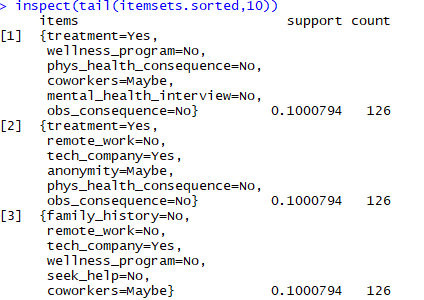 > inspect(tail(itemsets.sorted,10))
items support count
[1] {treatment=Yes,
wellness_program=No,
phys_health_consequence=No,
coworkers=Maybe,
mental_health_interview=No,
obs_consequence=No} 0.1000794 126
[2] {treatment=Yes,
remote_work=No,
tech_company=Yes,
anonymity=Maybe,
phys_health_consequence=No,
obs_consequence=No} 0.1000794 126
[3] {family_history=No,
remote_work=No,
tech_company=Yes,
wellness_program=No,
seek_help=No,
coworkers=Maybe} 0.1000794 126